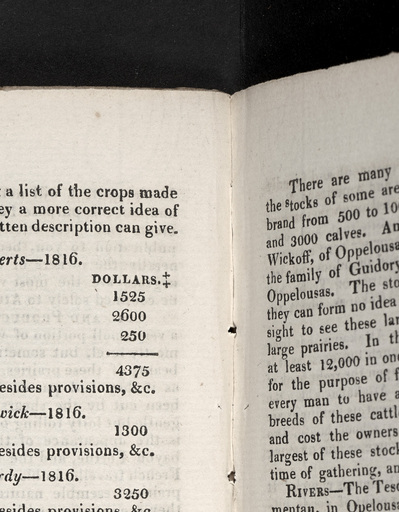 a list of the crops made
ey a more correct idea of
tten description can give.
erts—1816.
DOLLARS.‡
1525
2600
250
4375
esides provisions, &c.
wick—1816.
1300
esides provisions, &c.
rdy—1816.
3250
esides provisions, &c.
There are many
the stocks of some are
brand from 500 to 10
and 3000 calves. An
Wickoff, of Oppelousa
the family of Guidory
Oppelousas. The sto
they can form no idea
sight to see these lar
large prairies. In th
at least 12,000 in one
for the purpose of f
every man to have a
breeds of these cattl
and cost the owners
largest of these stock
time of gathering, an
RIVERS—The Tesc
mentan, in Opelous